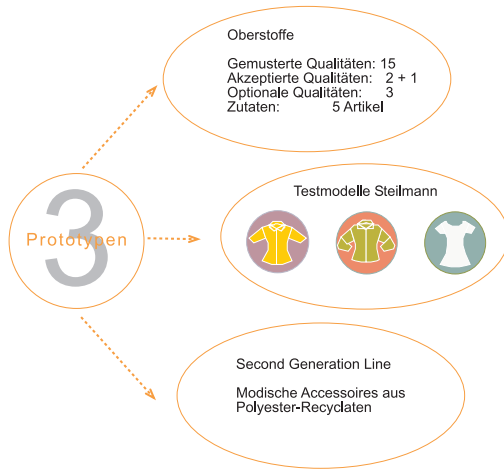 Oberstoffe
Gemusterte Qualitäten: 15
Akzeptierte Qualitäten: 2 + 1
Optionale Qualitäten: 3
Zutaten: 5 Artikel
3
Prototypen
Testmodelle Steilmann
Second Generation Line
Modische Accessoires aus
Polyester-Recyclaten